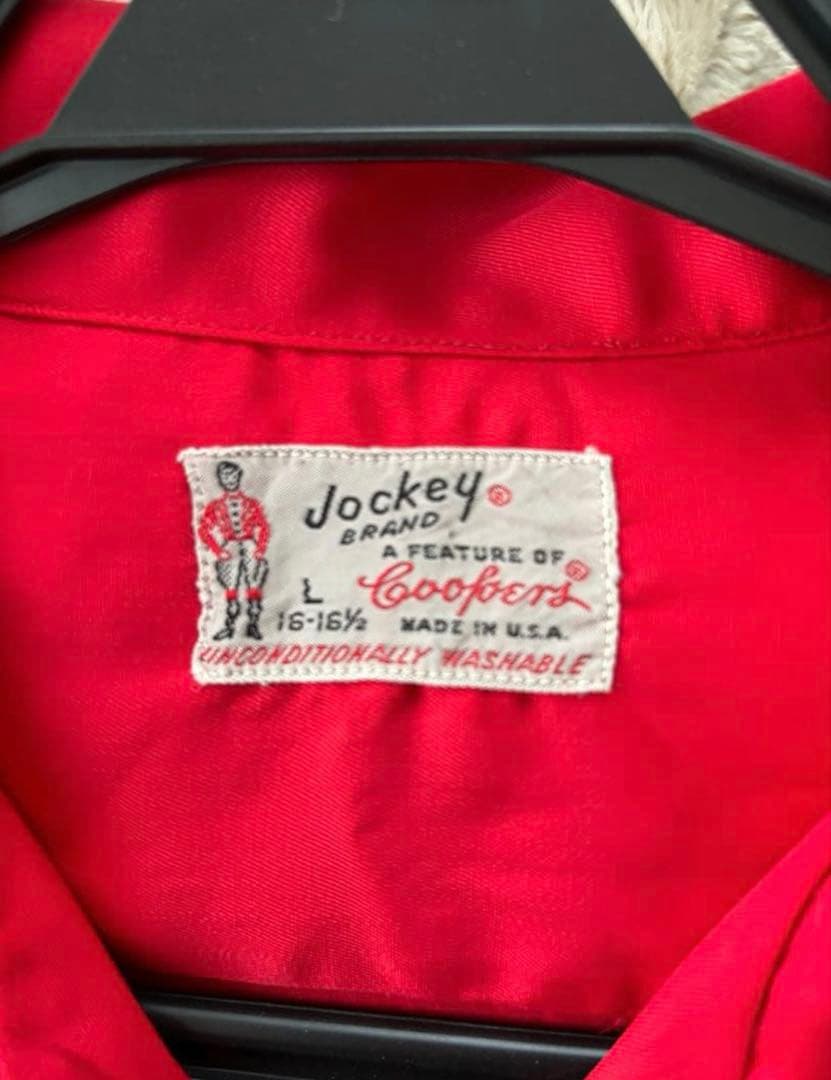 Jockey®
BRAND
A FEATURE OF
Coopers®
L
16-16½ MADE IN U.S.A.
UNCONDITIONALLY WASHABLE